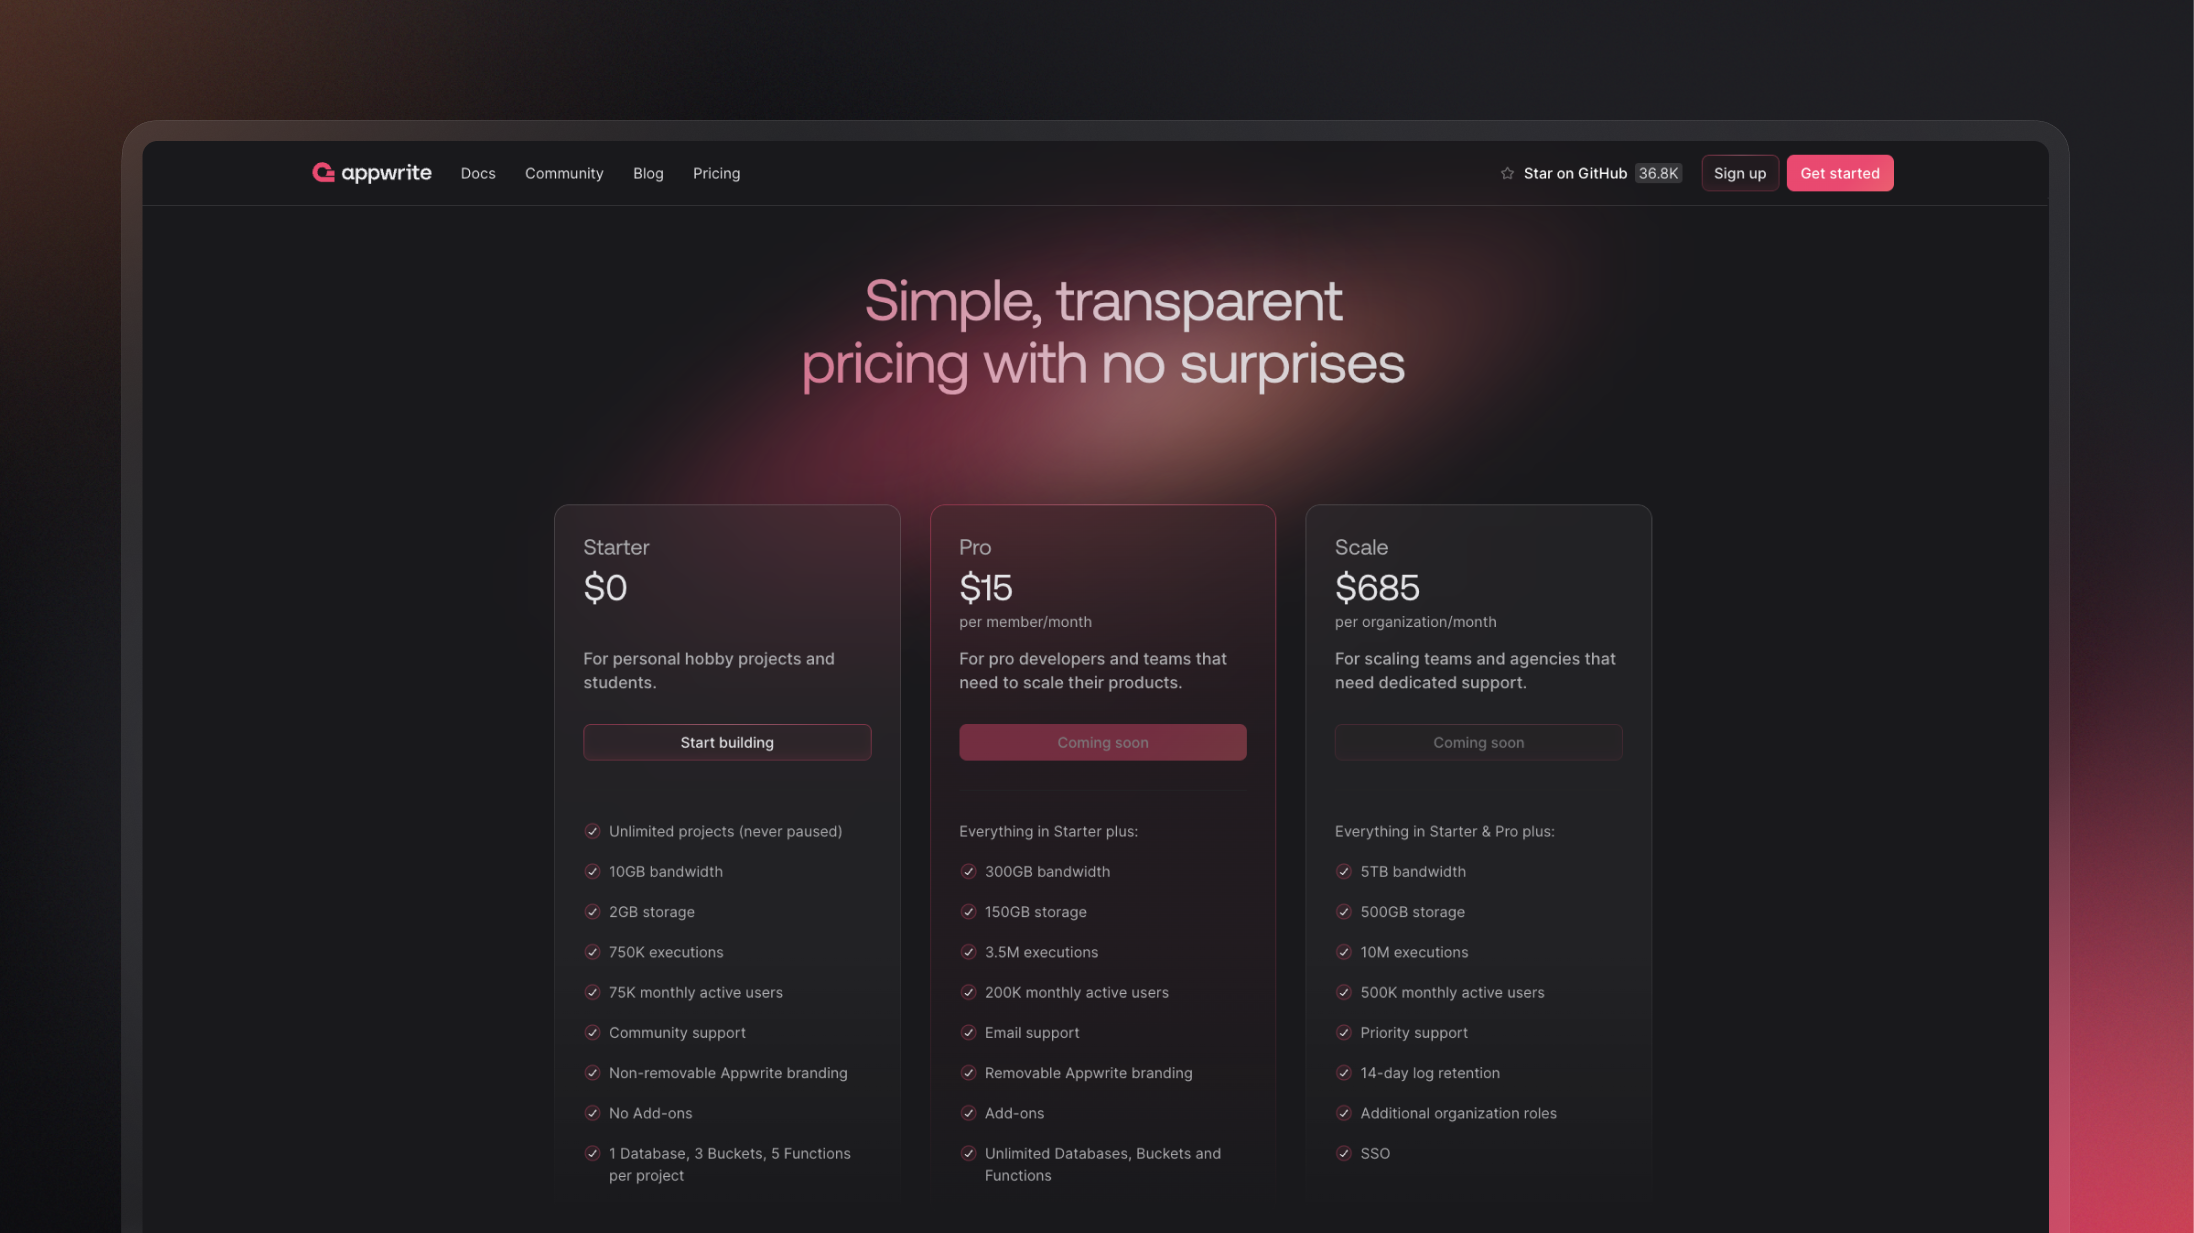 appwrite Docs Community Blog Pricing Star on GitHub 36.8K Sign up Get started
Simple, transparent
pricing with no surprises
Starter
$0
For personal hobby projects and
students.
Start building
Unlimited projects (never paused)
10GB bandwidth
2GB storage
750K executions
75K monthly active users
Community support
Non-removable Appwrite branding
No Add-ons
1 Database, 3 Buckets, 5 Functions
per project
Pro
$15
per member/month
For pro developers and teams that
need to scale their products.
Coming soon
Everything in Starter plus:
300GB bandwidth
150GB storage
3.5M executions
200K monthly active users
Email support
Removable Appwrite branding
Add-ons
Unlimited Databases, Buckets and
Functions
Scale
$685
per organization/month
For scaling teams and agencies that
need dedicated support.
Coming soon
Everything in Starter & Pro plus:
5TB bandwidth
500GB storage
10M executions
500K monthly active users
Priority support
14-day log retention
Additional organization roles
SSO